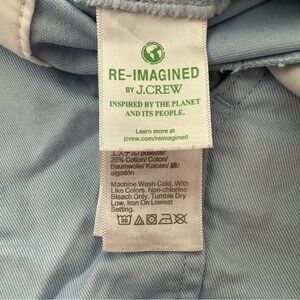 RE-IMAGINED
BY J.CREW
INSPIRED BY THE PLANET
AND ITS PEOPLE.
Learn more at
jcrew.com/reimagined
20% Cotton/ Coton/
Baumwolle/ Katoen/ 綿/
algodón
Machine Wash Cold, With
Like Colors, Non-chlorine
Bleach Only, Tumble Dry
Low, Iron On Lowest
Setting.